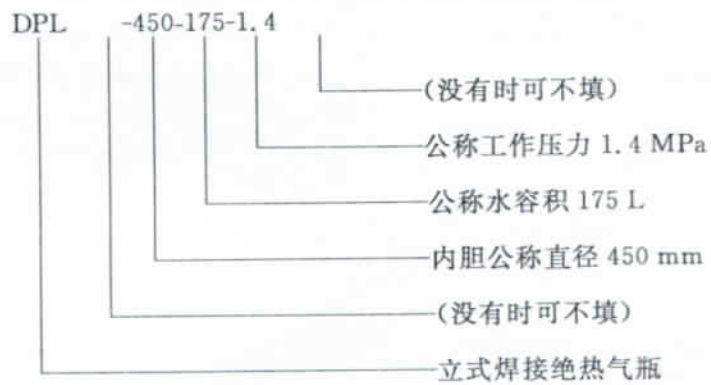 DPL -450-175-1.4
(没有时可不填)
公称工作压力 1.4 MPa
公称水容积 175 L
内胆公称直径 450 mm
(没有时可不填)
立式焊接绝热气瓶